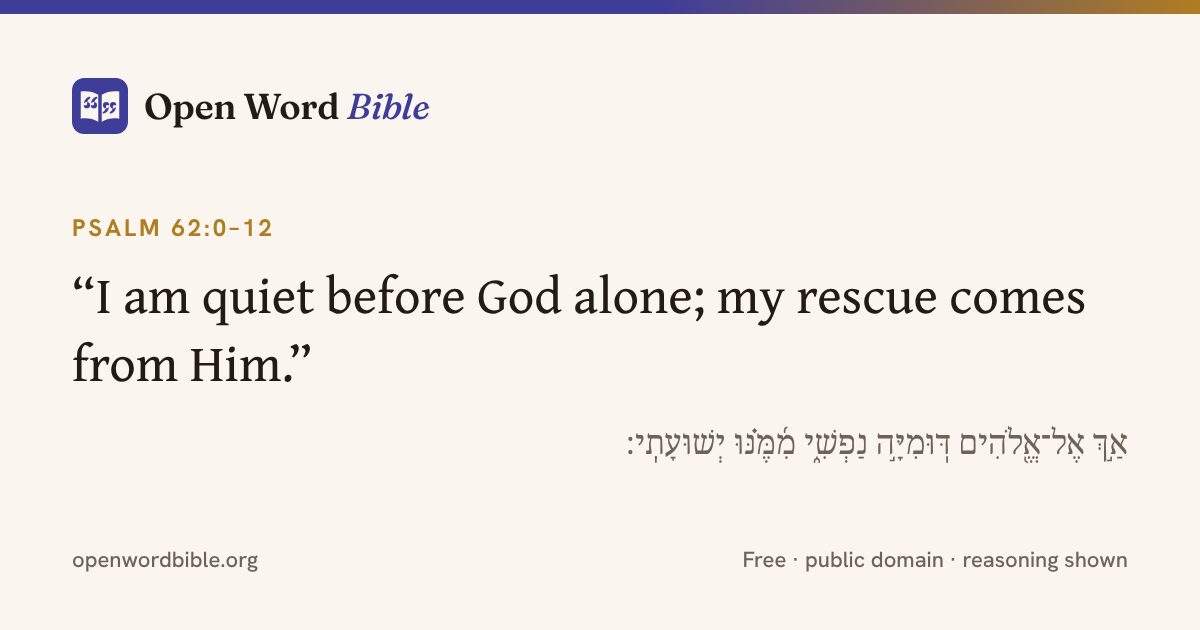 Open Word Bible
PSALM 62:0–12
“I am quiet before God alone; my rescue comes
from Him.”
אַ֣ךְ אֶל־אֱ֭לֹהִים דּֽוּמִיָּ֣ה נַפְשִׁ֑י מִ֝מֶּ֗נּוּ יְשׁוּעָתִֽי׃
openwordbible.org
Free · public domain · reasoning shown